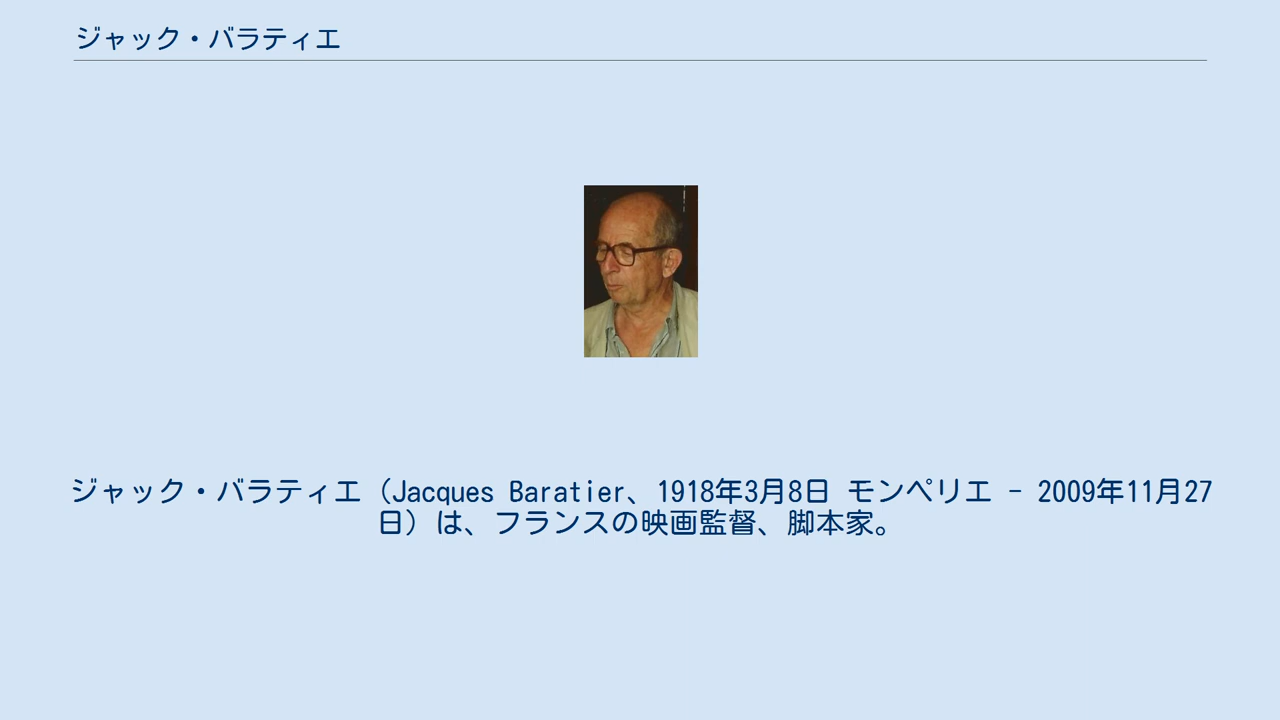 ジャック・バラティエ
ジャック・バラティエ（Jacques Baratier、1918年3月8日 モンペリエ - 2009年11月27
日）は、フランスの映画監督、脚本家。